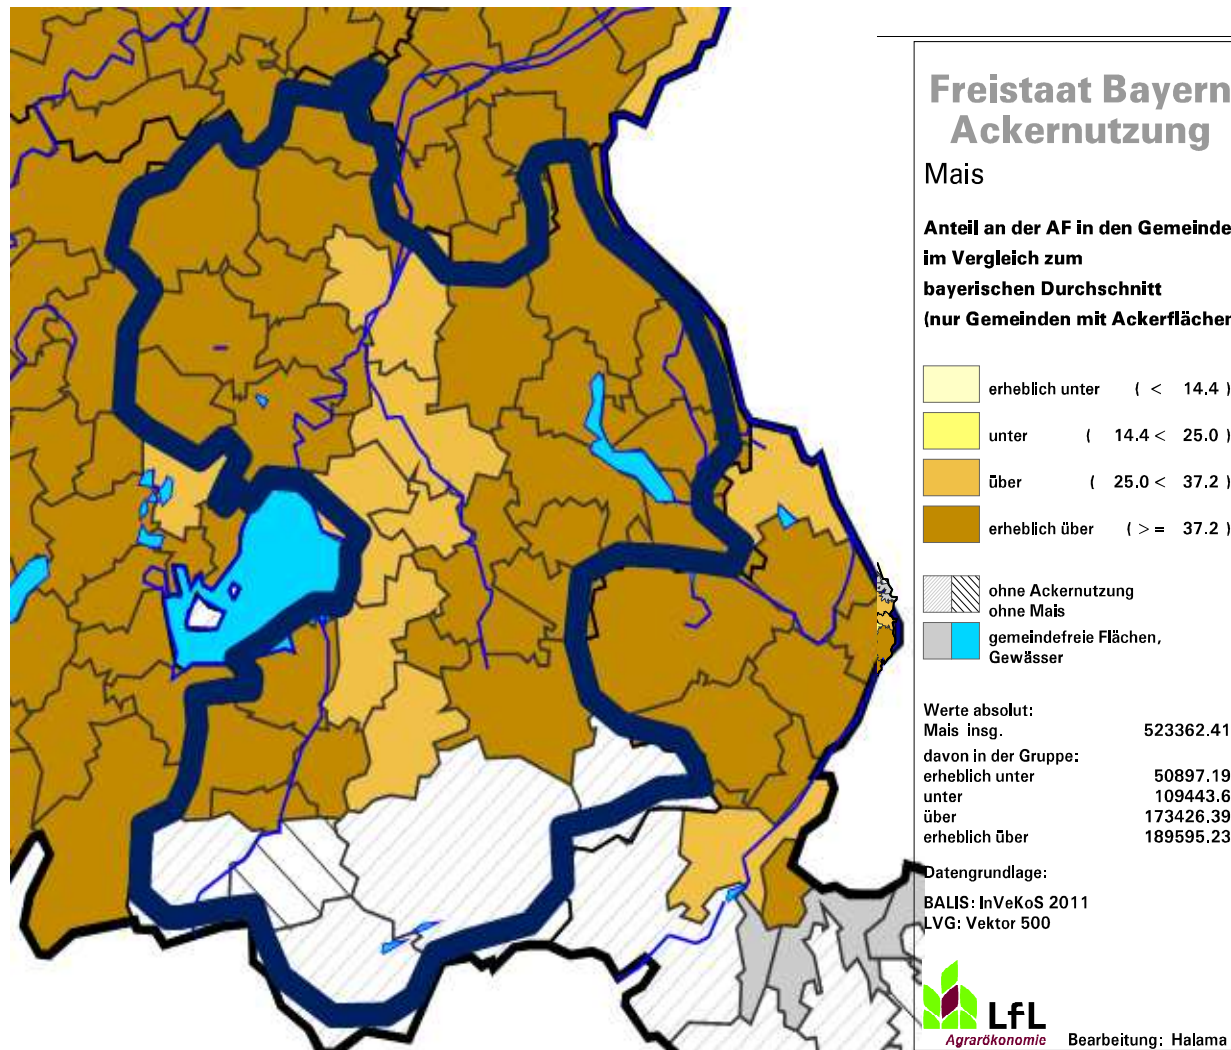 Freistaat Bayern
Ackernutzung
Mais
Anteil an der AF in den Gemeinde
im Vergleich zum
bayerischen Durchschnitt
(nur Gemeinden mit Ackerflächen
erheblich unter ( < 14.4 )
unter ( 14.4 < 25.0 )
über ( 25.0 < 37.2 )
erheblich über ( > = 37.2 )
ohne Ackernutzung
ohne Mais
gemeindefreie Flächen,
Gewässer
Werte absolut:
Mais insg. 523362.41
davon in der Gruppe:
erheblich unter 50897.19
unter 109443.6
über 173426.39
erheblich über 189595.23
Datengrundlage:
BALIS: InVeKoS 2011
LVG: Vektor 500
LfL
Agrarökonomie
Bearbeitung: Halama